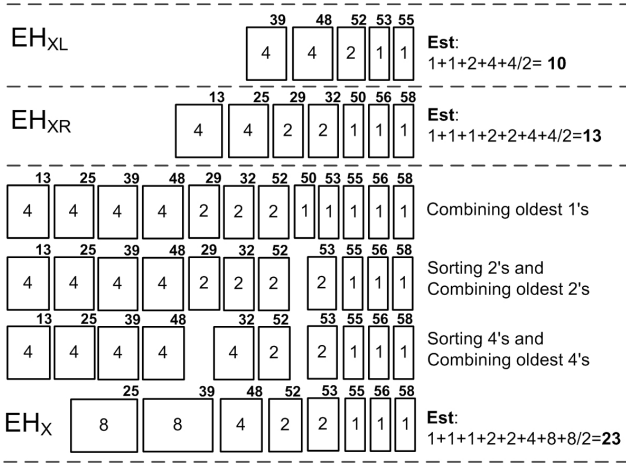 39 48 52 53 55
EHXL 4 4 2 1 1 Est:
1+1+2+4+4/2= 10
13 25 29 32 50 56 58
EHXR 4 4 2 2 1 1 1 Est:
1+1+1+2+2+4+4/2=13
13 25 39 48 29 32 52 50 53 55 56 58
4 4 4 4 2 2 2 1 1 1 1 1 Combining oldest 1's
13 25 39 48 29 32 52 53 55 56 58
4 4 4 4 2 2 2 2 1 1 1 Sorting 2's and
Combining oldest 2's
13 25 39 48 32 52 53 55 56 58
4 4 4 4 4 2 2 1 1 1 Sorting 4's and
Combining oldest 4's
25 39 48 52 53 55 56 58
EHX 8 8 4 2 2 1 1 1 Est:
1+1+1+2+2+4+8+8/2=23